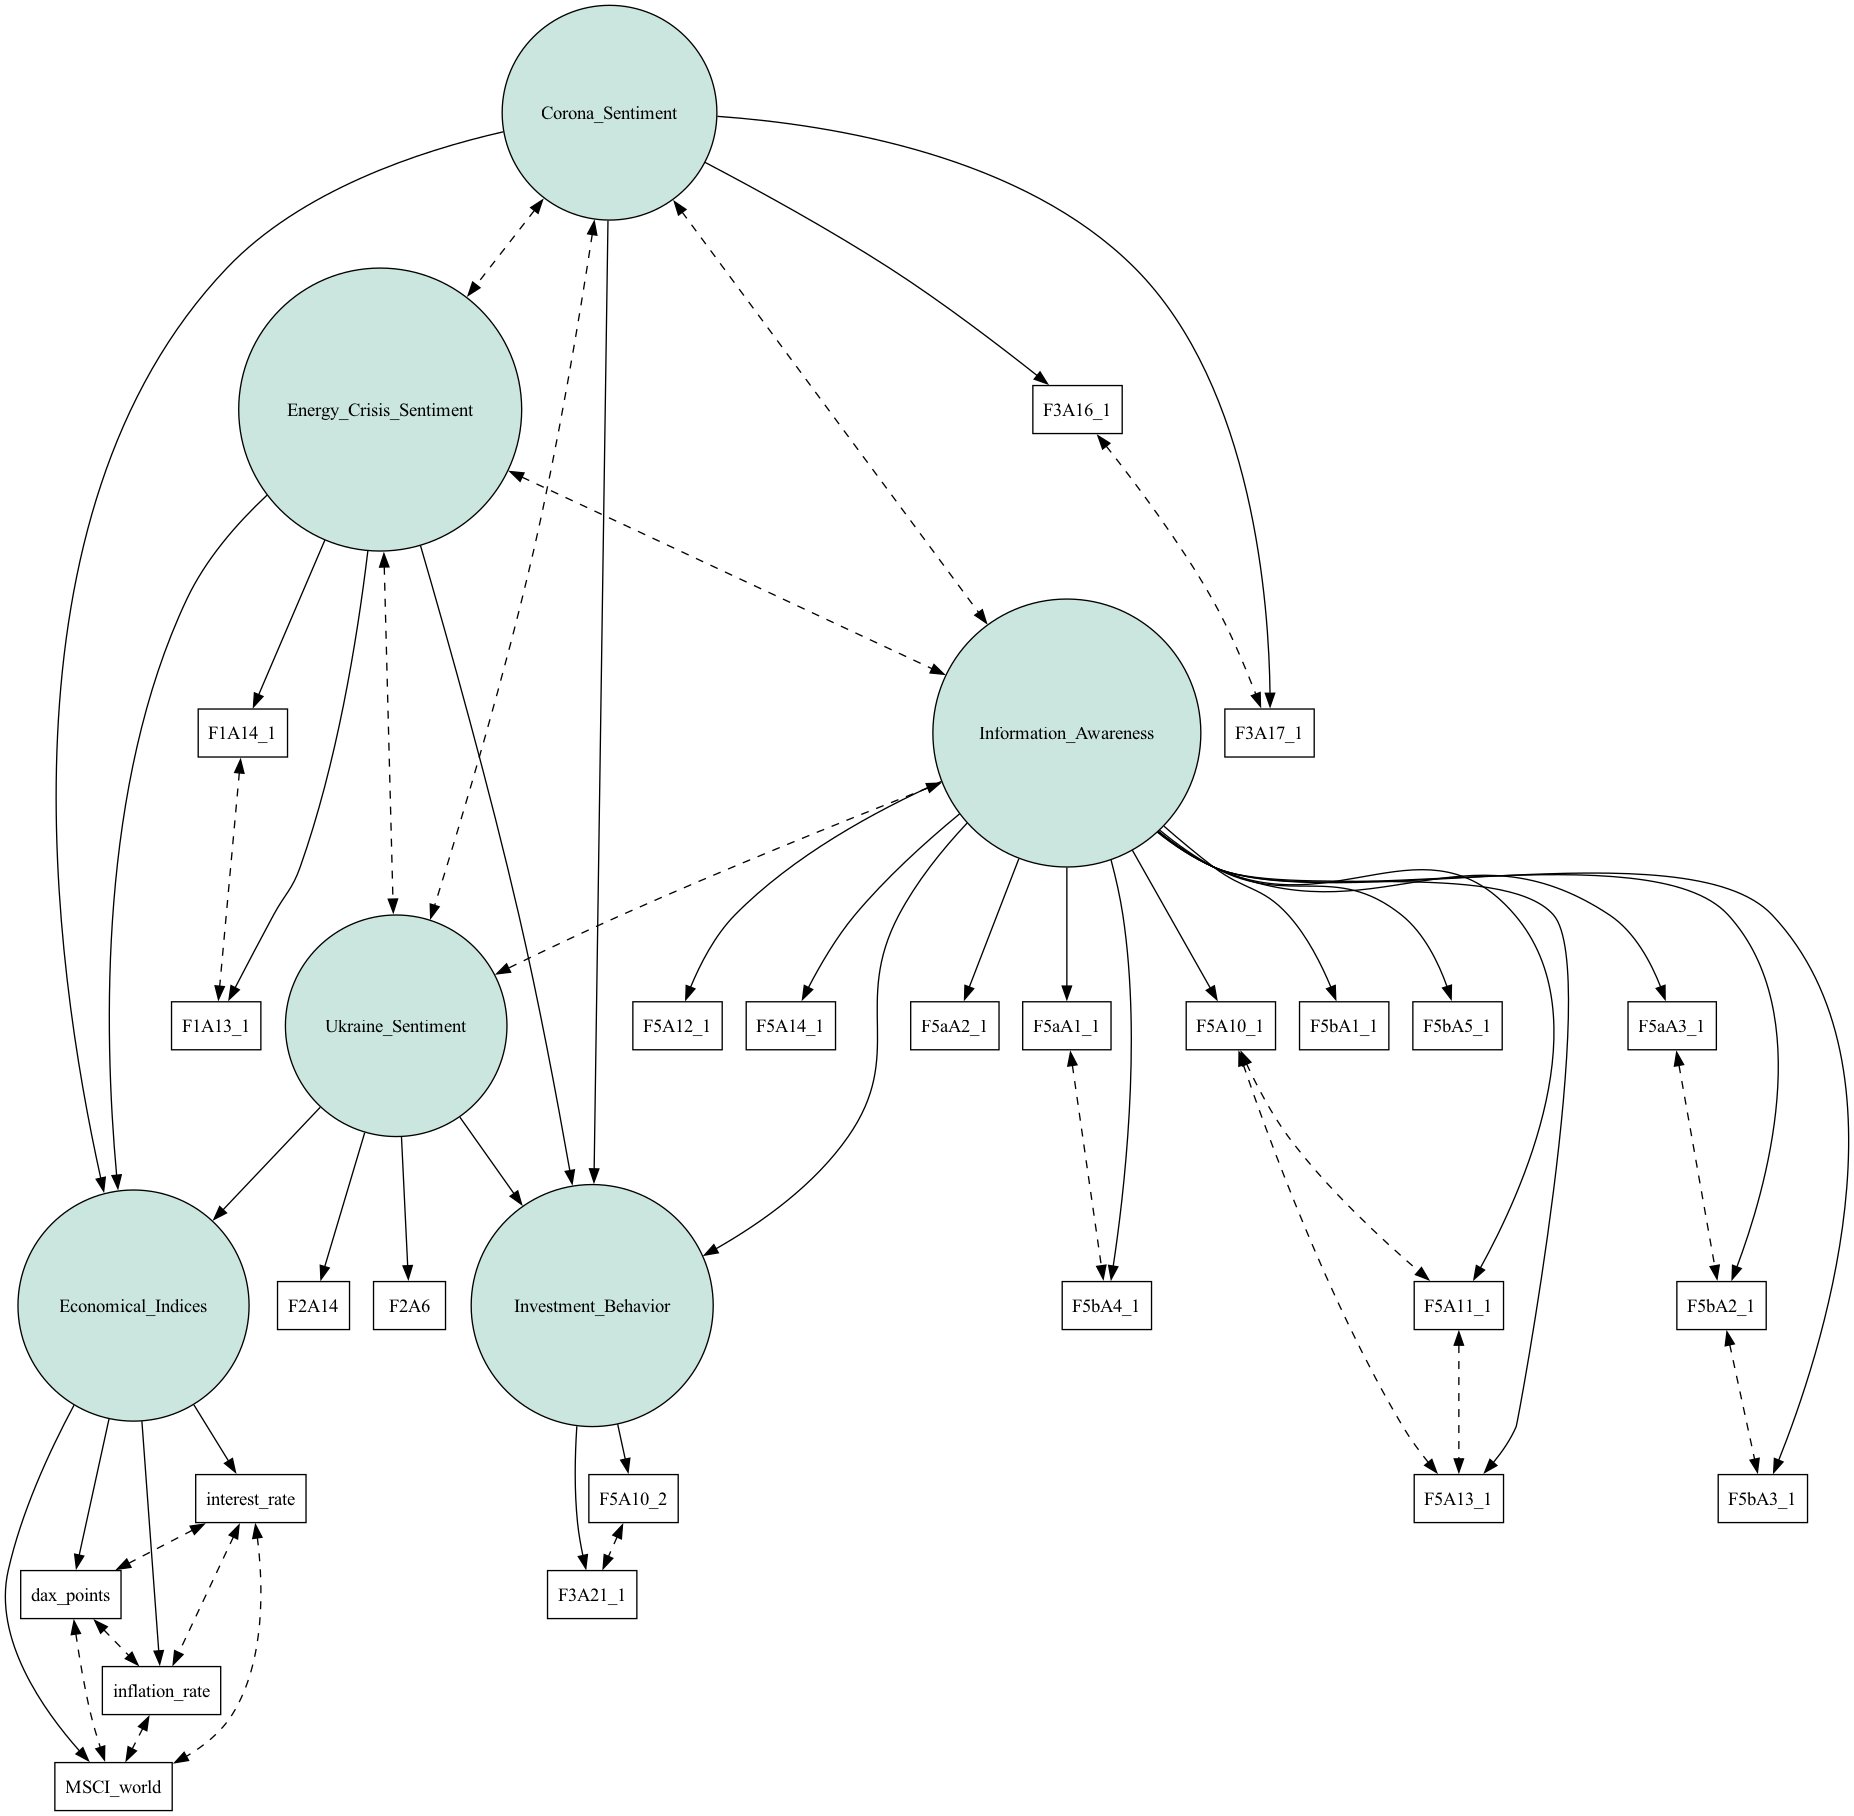 Corona_Sentiment
Energy_Crisis_Sentiment
F3A16_1
F1A14_1
Information_Awareness
F3A17_1
F1A13_1
Ukraine_Sentiment
F5A12_1
F5A14_1
F5aA2_1
F5aA1_1
F5A10_1
F5bA1_1
F5bA5_1
F5aA3_1
Economical_Indices
F2A14
F2A6
Investment_Behavior
F5bA4_1
F5A11_1
F5bA2_1
interest_rate
F5A10_2
F5A13_1
F5bA3_1
dax_points
F3A21_1
inflation_rate
MSCI_world